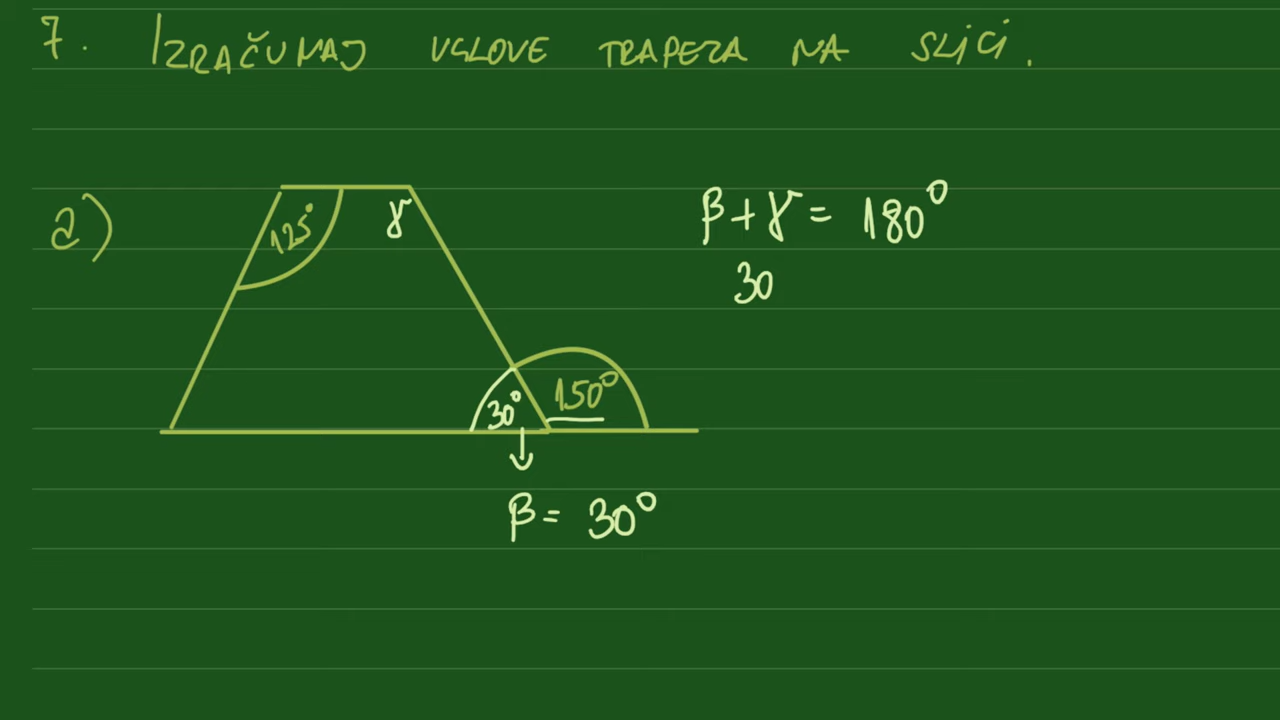 7. IZRAČUNAJ UGLOVE TRAPEZA NA SLICI.
a)
125°
γ
β + γ = 180°
30
30°
150°
β = 30°